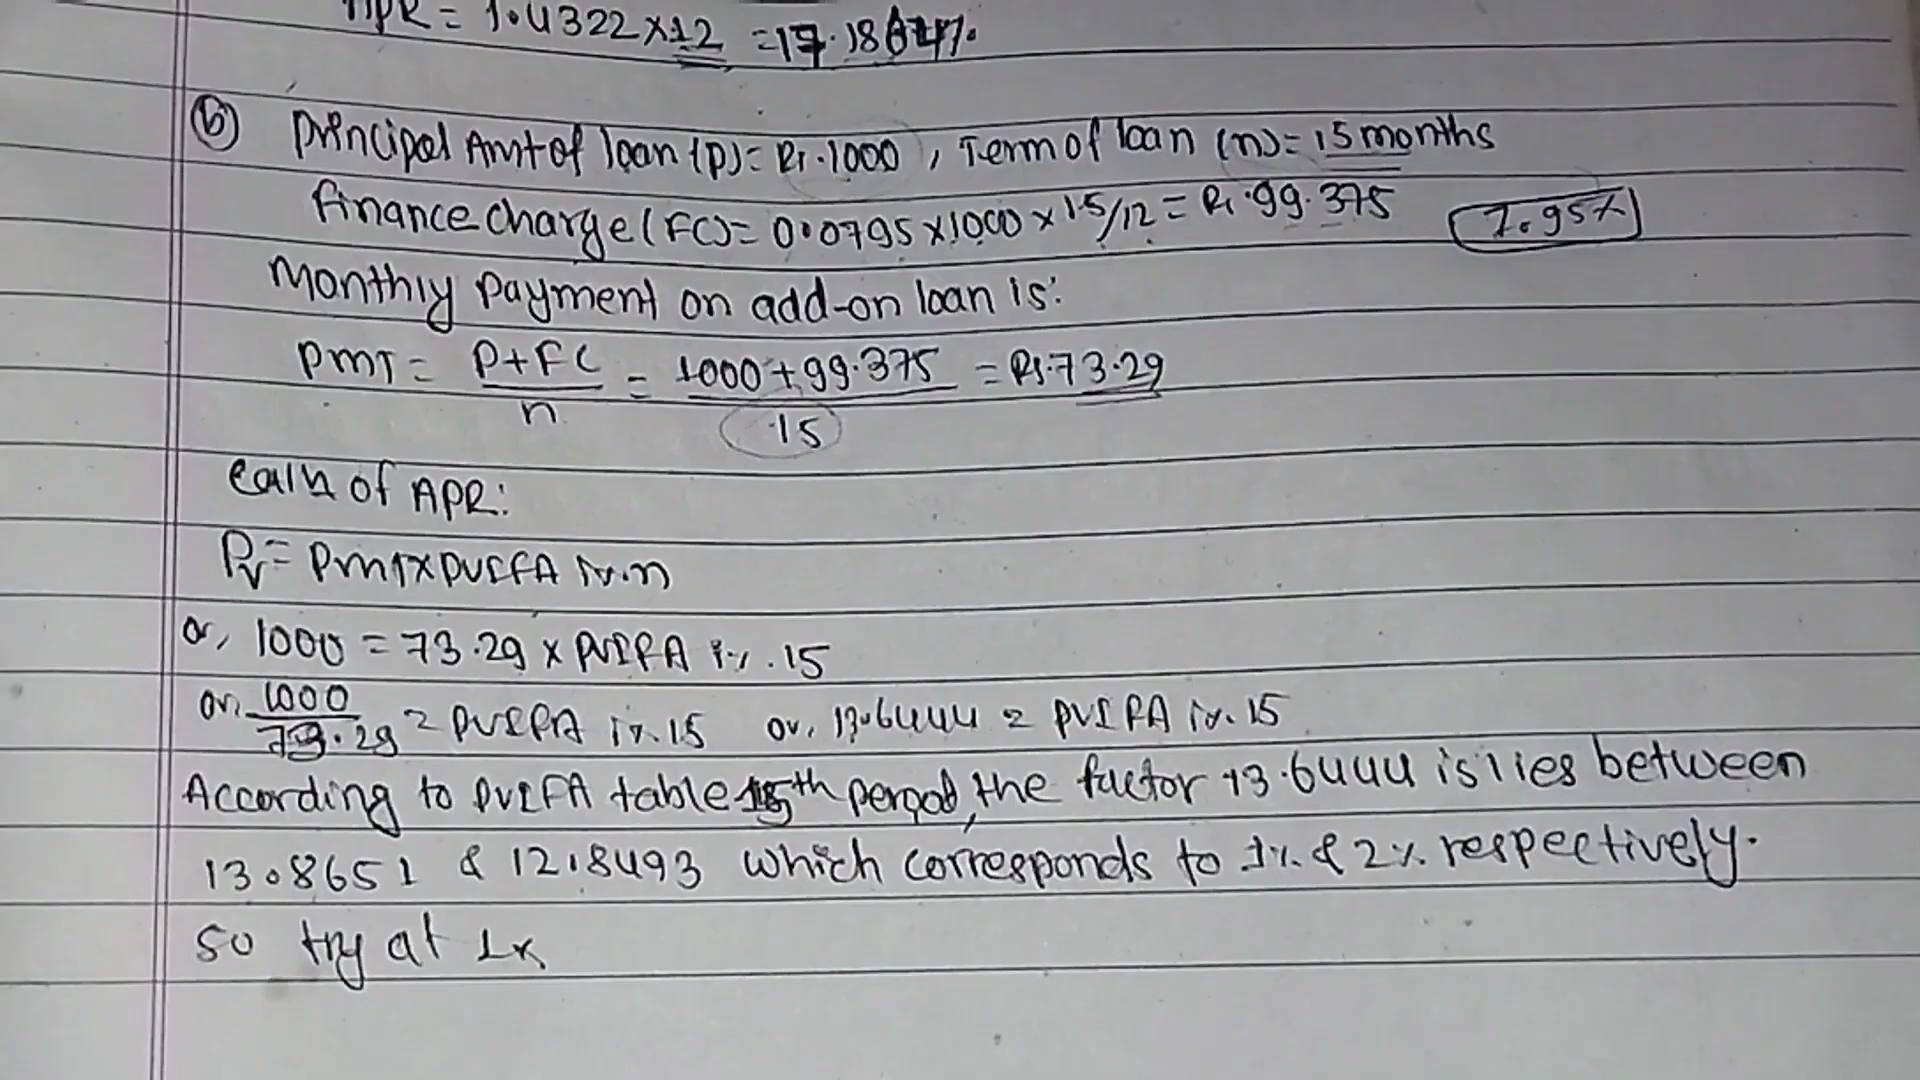 APR = 1.4322 × 12 = 17.1864%.
(b) Principal Amt of loan (P) = Rs.1000, Term of loan (n) = 15 months
finance charge (FC) = 0.0795 × 1000 × 15/12 = Rs.99.375 7.95%
Monthly payment on add-on loan is:
PMT = P+FC / n = 1000+99.375 / 15 = Rs.73.29
Caln of APR:
PV = PMT × PVIFA i%.n
or, 1000 = 73.29 × PVIFA i%.15
or, 1000 / 73.29 = PVIFA i%.15 or, 13.6444 = PVIFA i%.15
According to PVIFA table 15th period, the factor 13.6444 is lies between
13.8651 & 12.8493 which corresponds to 1% & 2% respectively.
so try at 1%